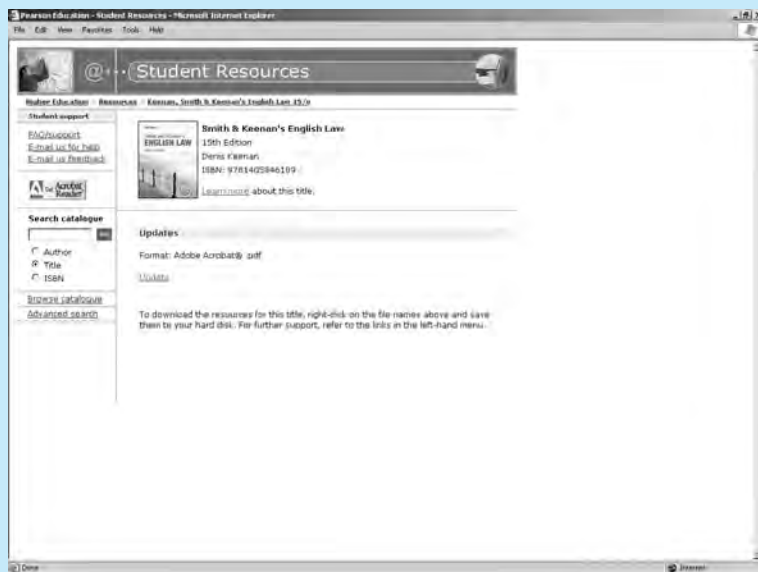 Pearson Education - Student Resources - Microsoft Internet Explorer
File Edit View Favorites Tools Help
@ Student Resources
Higher Education > Resources > Keenan, Smith & Keenan's English Law 15/e
Student support
FAQ/support
E-mail us for help
E-mail us feedback
Get Acrobat Reader
Search catalogue
Author
Title
ISBN
Browse catalogue
Advanced search
ENGLISH LAW
Smith & Keenan's English Law
15th Edition
Denis Keenan
ISBN: 9781405846189
Learn more about this title.
Updates
Format: Adobe Acrobat® .pdf
Update
To download the resources for this title, right-click on the file names above and save
them to your hard disk. For further support, refer to the links in the left-hand menu.
Done
Internet